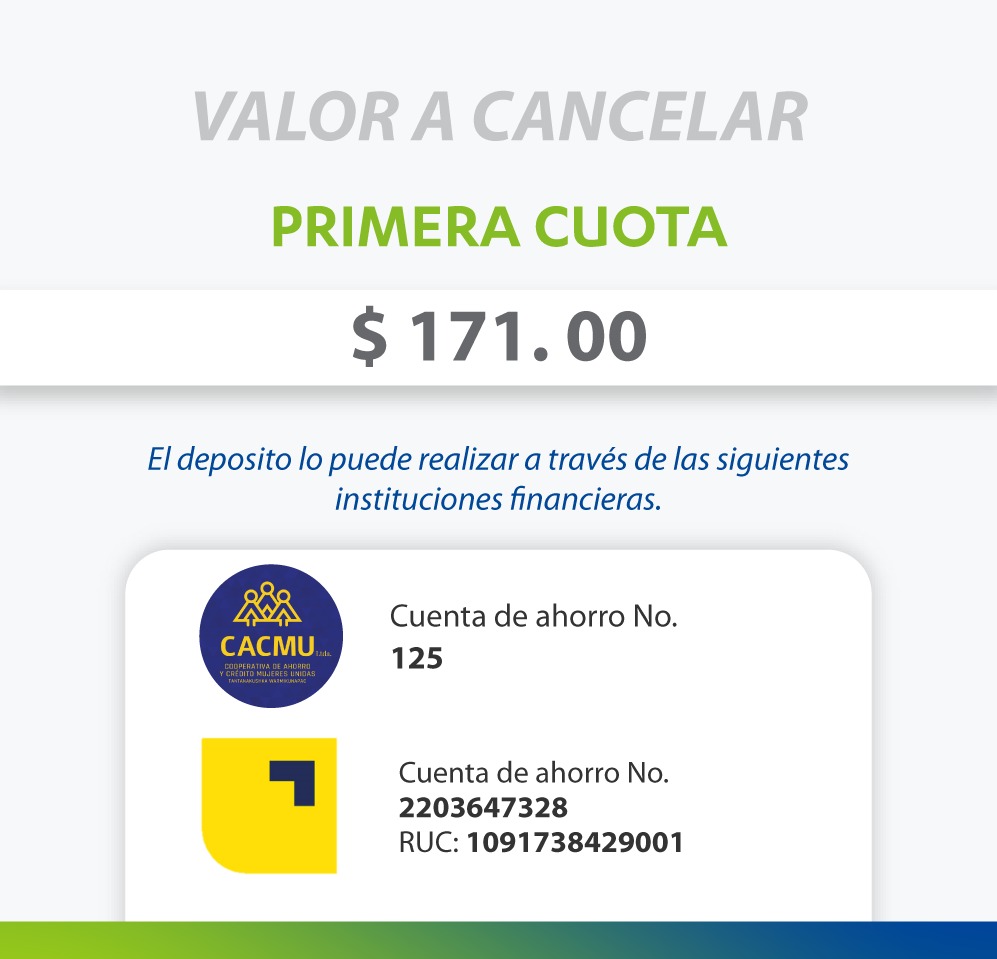 VALOR A CANCELAR
PRIMERA CUOTA
$ 171. 00
El deposito lo puede realizar a través de las siguientes
instituciones financieras.
CACMU Ltda.
COOPERATIVA DE AHORRO
Y CRÉDITO MUJERES UNIDAS
TANTANAKUSHKA WARMIKUNAPAC
Cuenta de ahorro No.
125
Cuenta de ahorro No.
2203647328
RUC: 1091738429001